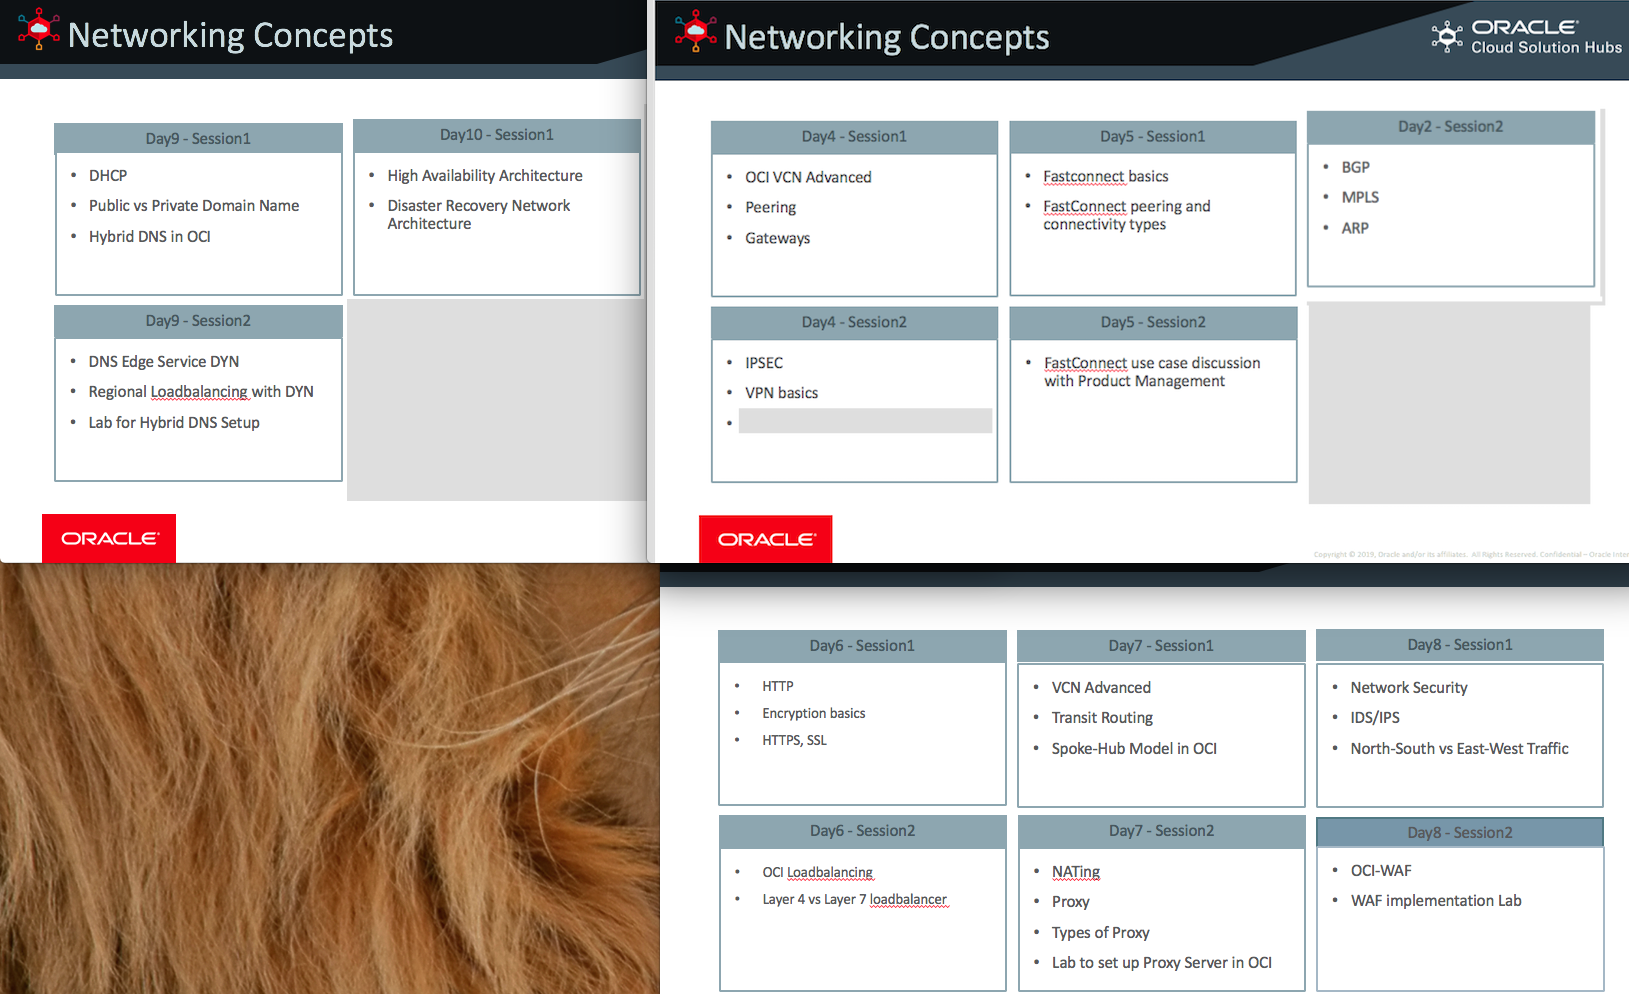 Networking Concepts
Day9 - Session1
• DHCP
• Public vs Private Domain Name
• Hybrid DNS in OCI
Day10 - Session1
• High Availability Architecture
• Disaster Recovery Network
Architecture
Day9 - Session2
• DNS Edge Service DYN
• Regional Loadbalancing with DYN
• Lab for Hybrid DNS Setup
ORACLE
Networking Concepts
ORACLE
Cloud Solution Hubs
Day4 - Session1
• OCI VCN Advanced
• Peering
• Gateways
Day5 - Session1
• Fastconnect basics
• FastConnect peering and
connectivity types
Day2 - Session2
• BGP
• MPLS
• ARP
Day4 - Session2
• IPSEC
• VPN basics
•
Day5 - Session2
• FastConnect use case discussion
with Product Management
ORACLE
Copyright © 2019, Oracle and/or its affiliates. All Rights Reserved. Confidential – Oracle Inter
Day6 - Session1
• HTTP
• Encryption basics
• HTTPS, SSL
Day7 - Session1
• VCN Advanced
• Transit Routing
• Spoke-Hub Model in OCI
Day8 - Session1
• Network Security
• IDS/IPS
• North-South vs East-West Traffic
Day6 - Session2
• OCI Loadbalancing
• Layer 4 vs Layer 7 loadbalancer
Day7 - Session2
• NATing
• Proxy
• Types of Proxy
• Lab to set up Proxy Server in OCI
Day8 - Session2
• OCI-WAF
• WAF implementation Lab